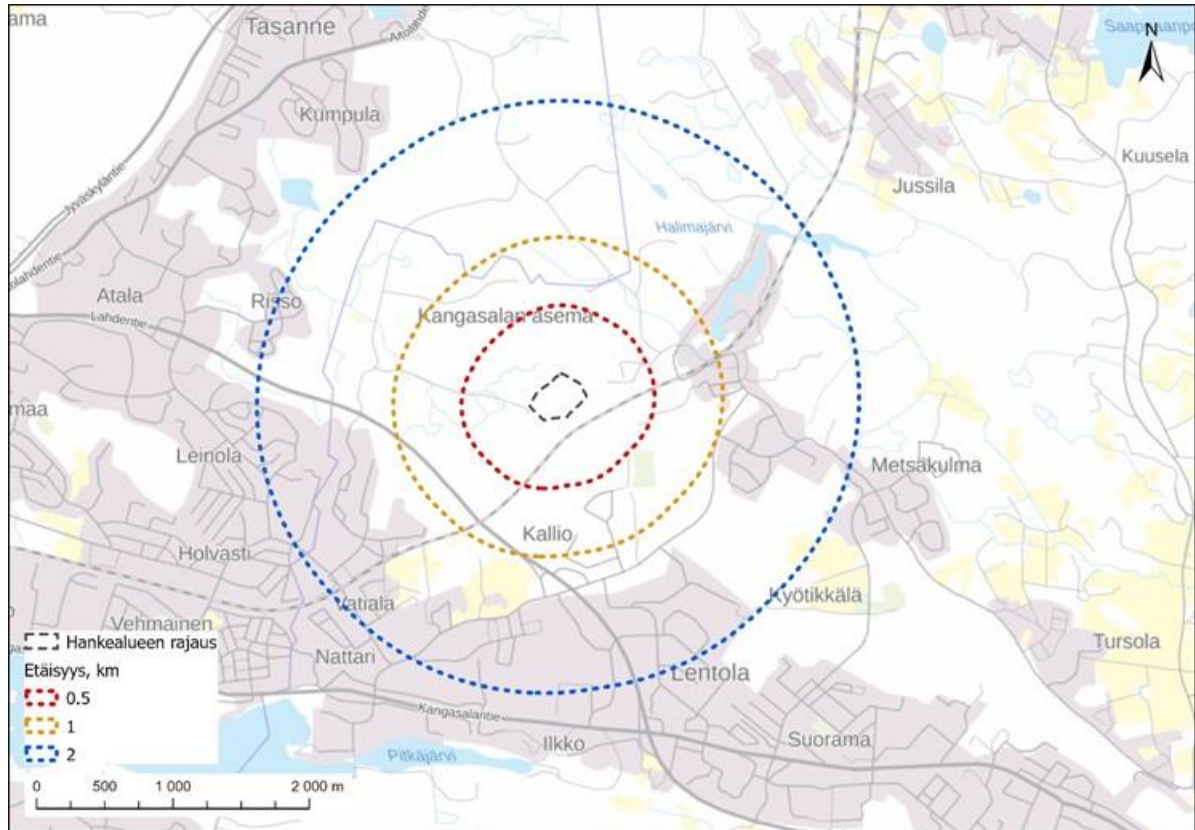 ama
Tasanne
Aitolahdentie
N
Kumpula
Kuusela
Jussila
Jyväskyläntie
Halimajärvi
Atala
Risso
Lahdentie
Kangasalan asema
maa
Leinola
Metsäkulma
Kallio
Holvasti
Kyötikkälä
Vatiala
Vehmainen
Tursola
Nattari
Lentola
Kangasalantie
Ilkko
Suorama
Pitkäjärvi
Hankealueen rajaus
Etäisyys, km
0.5
1
2
0 500 1 000 2 000 m